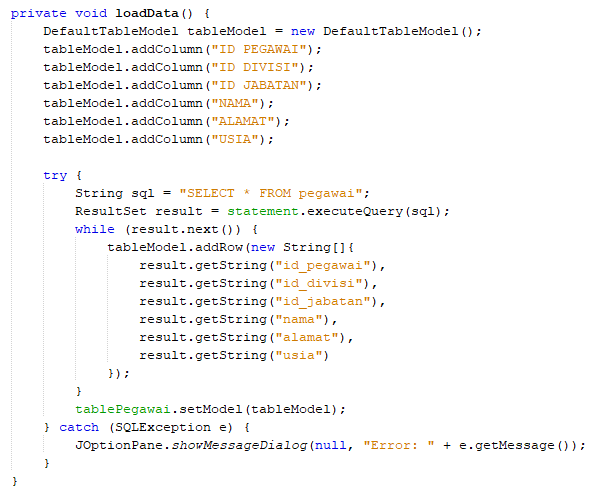 private void loadData() {
    DefaultTableModel tableModel = new DefaultTableModel();
    tableModel.addColumn("ID PEGAWAI");
    tableModel.addColumn("ID DIVISI");
    tableModel.addColumn("ID JABATAN");
    tableModel.addColumn("NAMA");
    tableModel.addColumn("ALAMAT");
    tableModel.addColumn("USIA");

    try {
        String sql = "SELECT * FROM pegawai";
        ResultSet result = statement.executeQuery(sql);
        while (result.next()) {
            tableModel.addRow(new String[]{
                result.getString("id_pegawai"),
                result.getString("id_divisi"),
                result.getString("id_jabatan"),
                result.getString("nama"),
                result.getString("alamat"),
                result.getString("usia")
            });
        }
        tablePegawai.setModel(tableModel);
    } catch (SQLException e) {
        JOptionPane.showMessageDialog(null, "Error: " + e.getMessage());
    }
}